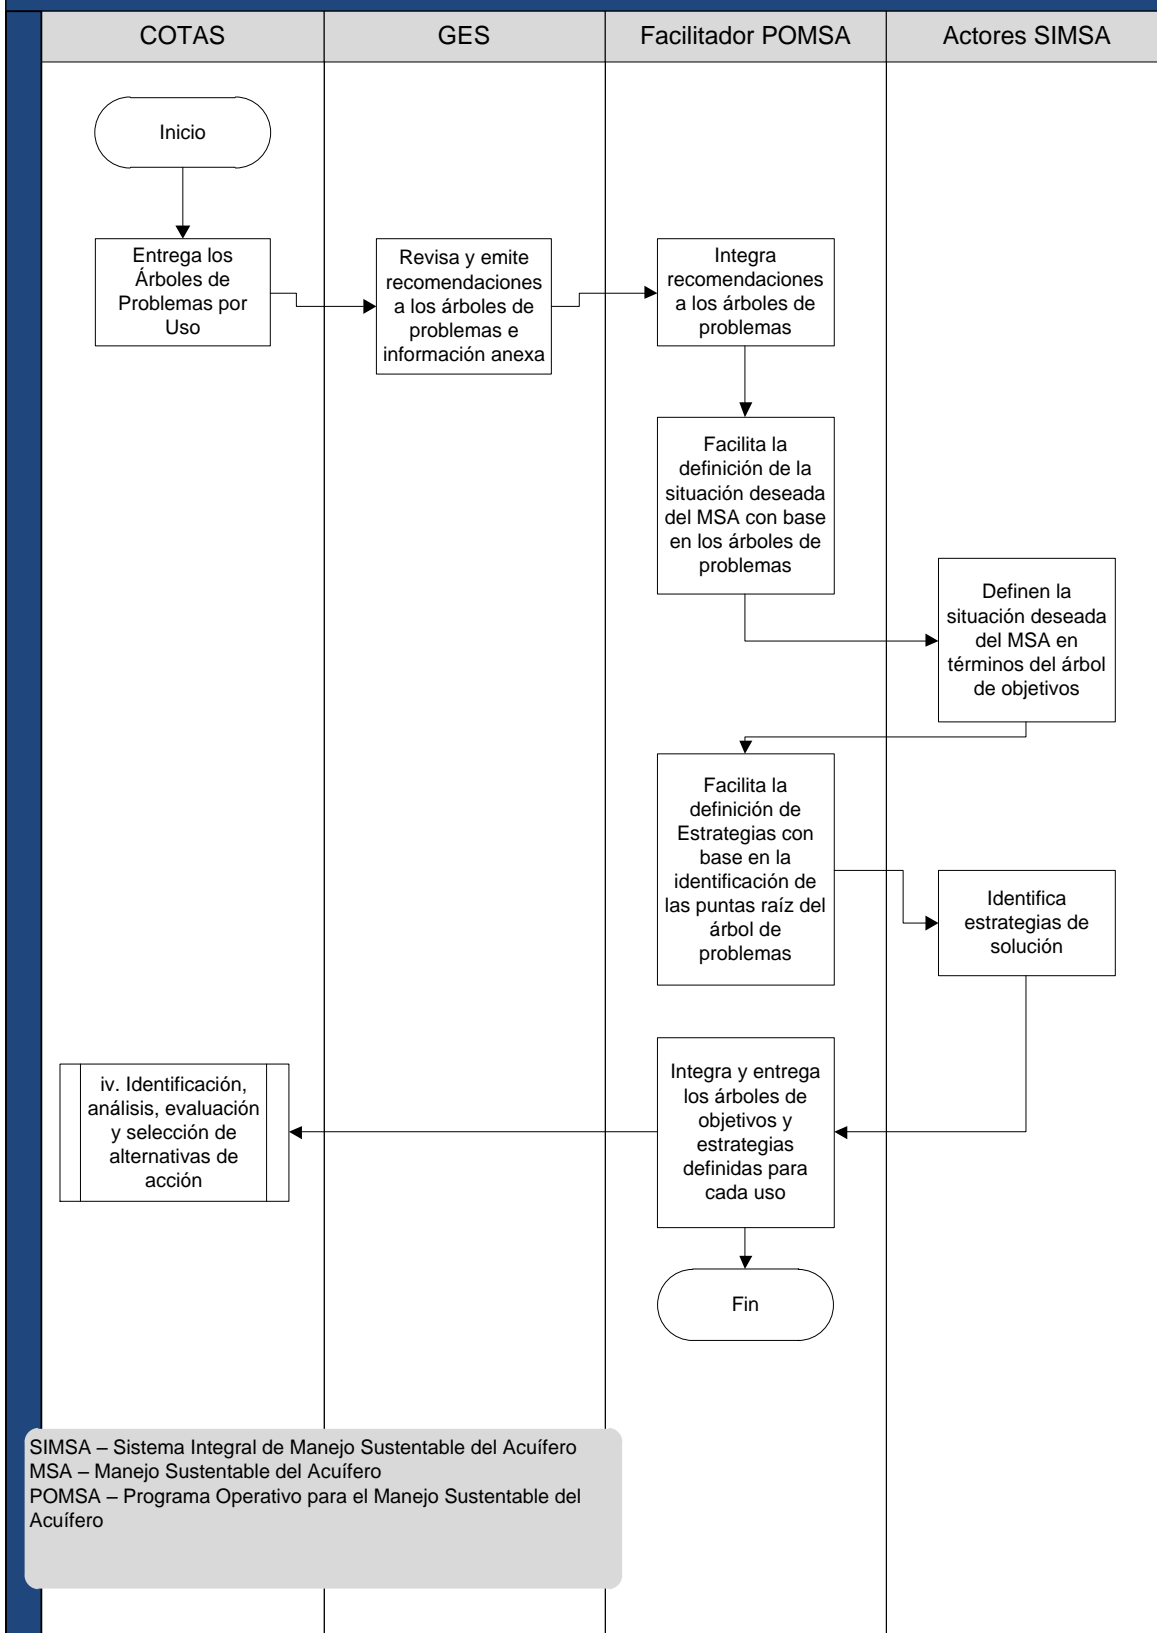 COTAS
GES
Facilitador POMSA
Actores SIMSA
Inicio
Entrega los
Árboles de
Problemas por
Uso
Revisa y emite
recomendaciones
a los árboles de
problemas e
información anexa
Integra
recomendaciones
a los árboles de
problemas
Facilita la
definición de la
situación deseada
del MSA con base
en los árboles de
problemas
Definen la
situación deseada
del MSA en
términos del árbol
de objetivos
Facilita la
definición de
Estrategias con
base en la
identificación de
las puntas raíz del
árbol de
problemas
Identifica
estrategias de
solución
Integra y entrega
los árboles de
objetivos y
estrategias
definidas para
cada uso
iv. Identificación,
análisis, evaluación
y selección de
alternativas de
acción
Fin
SIMSA – Sistema Integral de Manejo Sustentable del Acuífero
MSA – Manejo Sustentable del Acuífero
POMSA – Programa Operativo para el Manejo Sustentable del
Acuífero